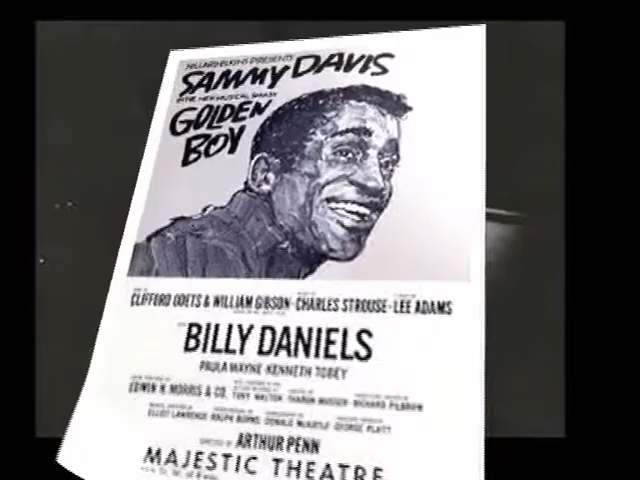 HILLARD ELKINS PRESENTS
SAMMY DAVIS
IN THE NEW MUSICAL SMASH
GOLDEN
BOY
CLIFFORD ODETS & WILLIAM GIBSON · CHARLES STROUSE · LEE ADAMS
BILLY DANIELS
PAULA WAYNE · KENNETH TOBEY
EDWIN H. MORRIS & CO. TONY WALTON THARON MUSSER RICHARD PILBROW
ELLIOT LAWRENCE RALPH BURNS DONALD McKAYLE GEORGE PLATT
DIRECTED BY ARTHUR PENN
MAJESTIC THEATRE